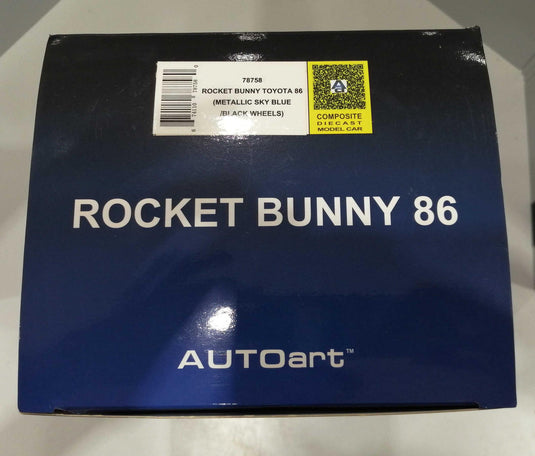 78758
ROCKET BUNNY TOYOTA 86
(METALLIC SKY BLUE
/BLACK WHEELS)
COMPOSITE
DIECAST
MODEL CAR
ROCKET BUNNY 86
AUTOart™